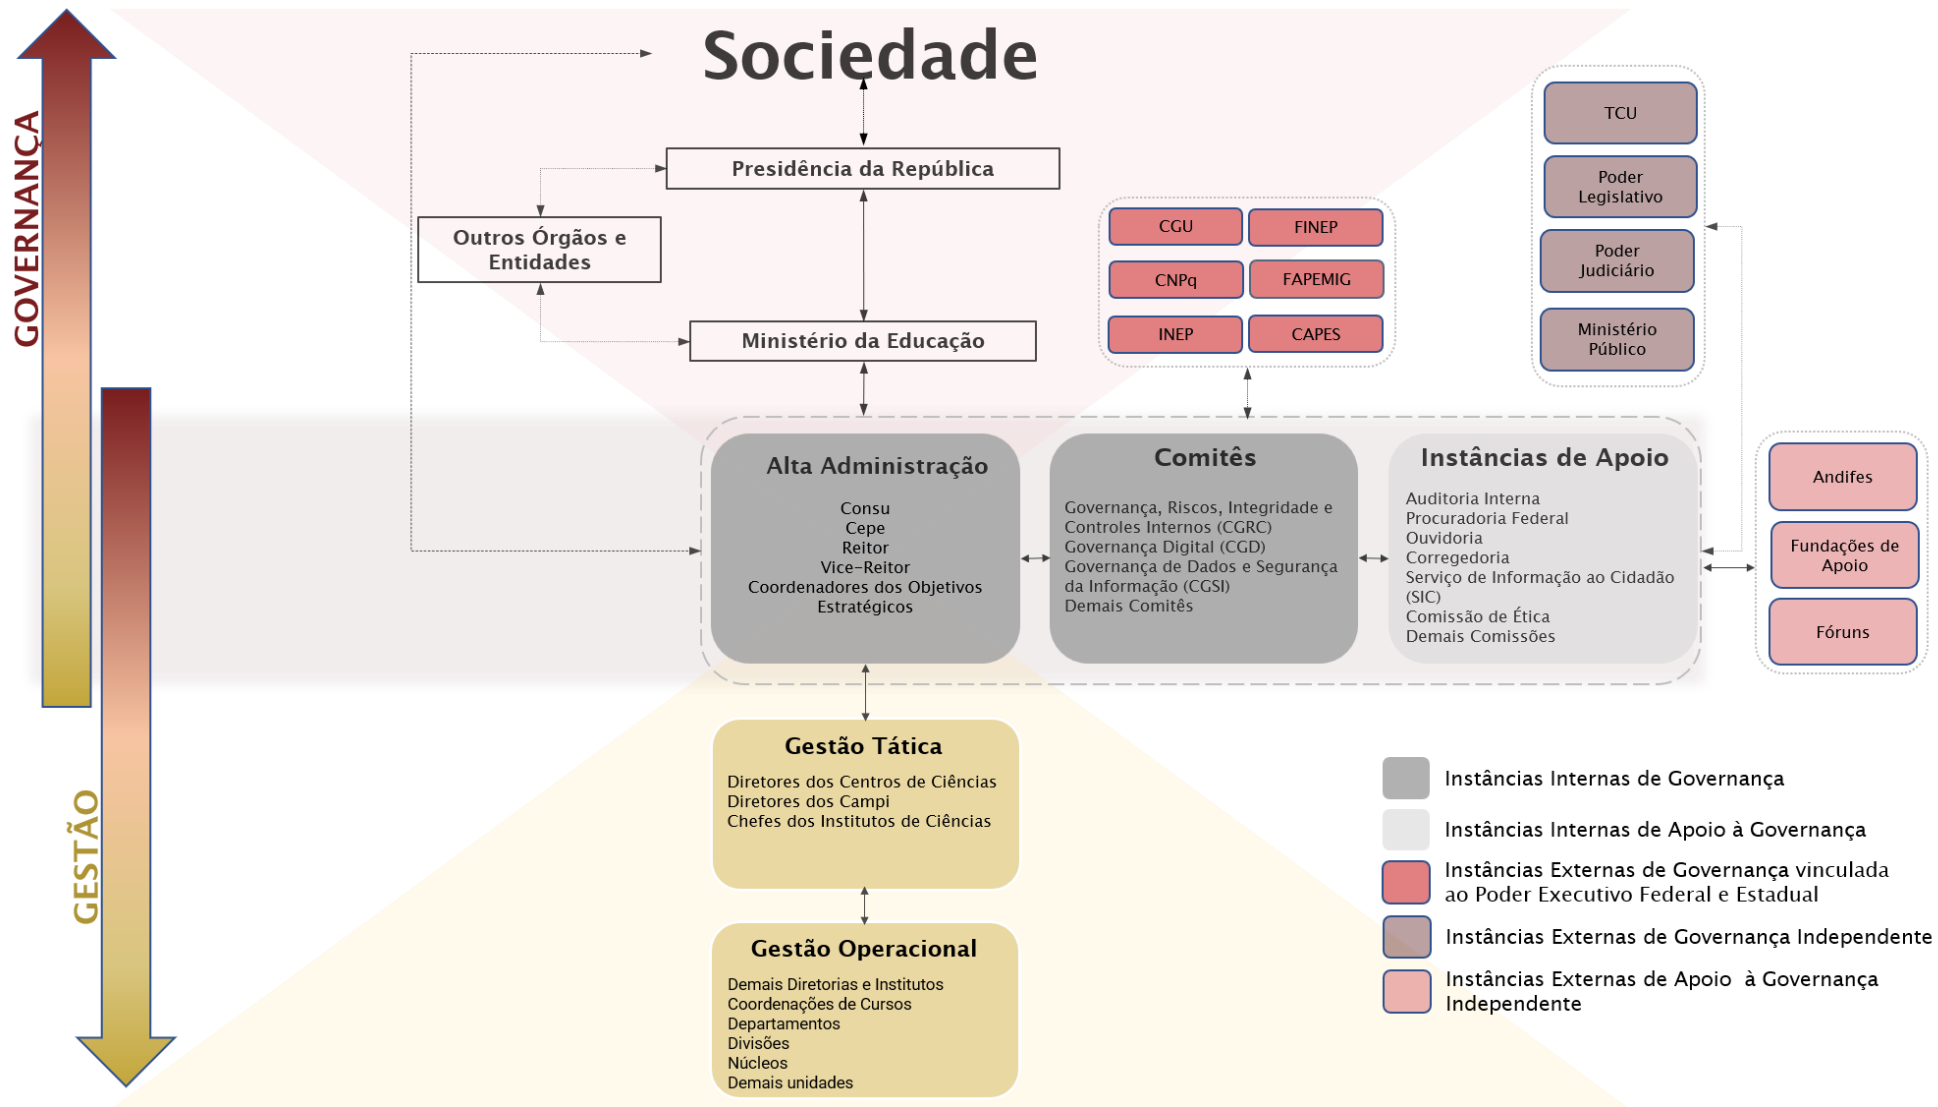 Sociedade
GOVERNANÇA
GESTÃO
Presidência da República
Outros Órgãos e
Entidades
Ministério da Educação
CGU
FINEP
CNPq
FAPEMIG
INEP
CAPES
TCU
Poder
Legislativo
Poder
Judiciário
Ministério
Público
Alta Administração
Consu
Cepe
Reitor
Vice-Reitor
Coordenadores dos Objetivos
Estratégicos
Comitês
Governança, Riscos, Integridade e
Controles Internos (CGRC)
Governança Digital (CGD)
Governança de Dados e Segurança
da Informação (CGSI)
Demais Comitês
Instâncias de Apoio
Auditoria Interna
Procuradoria Federal
Ouvidoria
Corregedoria
Serviço de Informação ao Cidadão
(SIC)
Comissão de Ética
Demais Comissões
Andifes
Fundações de
Apoio
Fóruns
Gestão Tática
Diretores dos Centros de Ciências
Diretores dos Campi
Chefes dos Institutos de Ciências
Gestão Operacional
Demais Diretorias e Institutos
Coordenações de Cursos
Departamentos
Divisões
Núcleos
Demais unidades
Instâncias Internas de Governança
Instâncias Internas de Apoio à Governança
Instâncias Externas de Governança vinculada
ao Poder Executivo Federal e Estadual
Instâncias Externas de Governança Independente
Instâncias Externas de Apoio à Governança
Independente